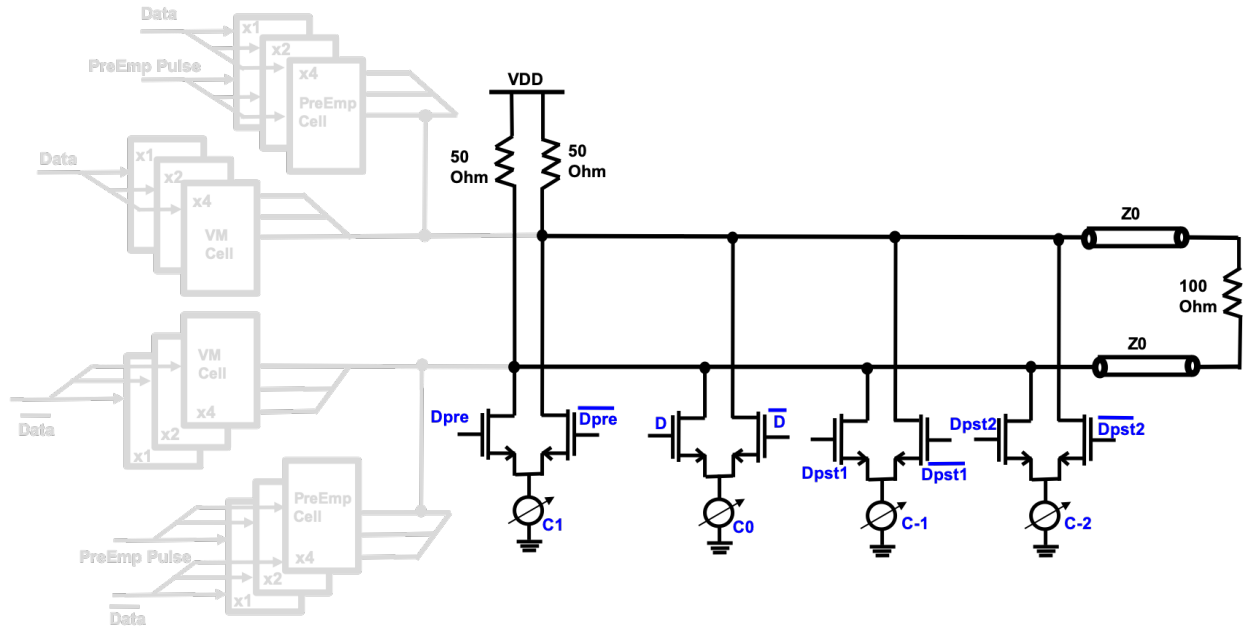 Data
x1
x2
PreEmp Pulse
x4
PreEmp
Cell
VDD
50
Ohm
50
Ohm
Data
x1
x2
x4
VM
Cell
Z0
100
Ohm
Z0
VM
Cell
x4
x2
x1
Data
Dpre
Dpre
D
D
Dpst1
Dpst1
Dpst2
Dpst2
C1
C0
C-1
C-2
PreEmp
Cell
PreEmp Pulse
x4
x2
x1
Data